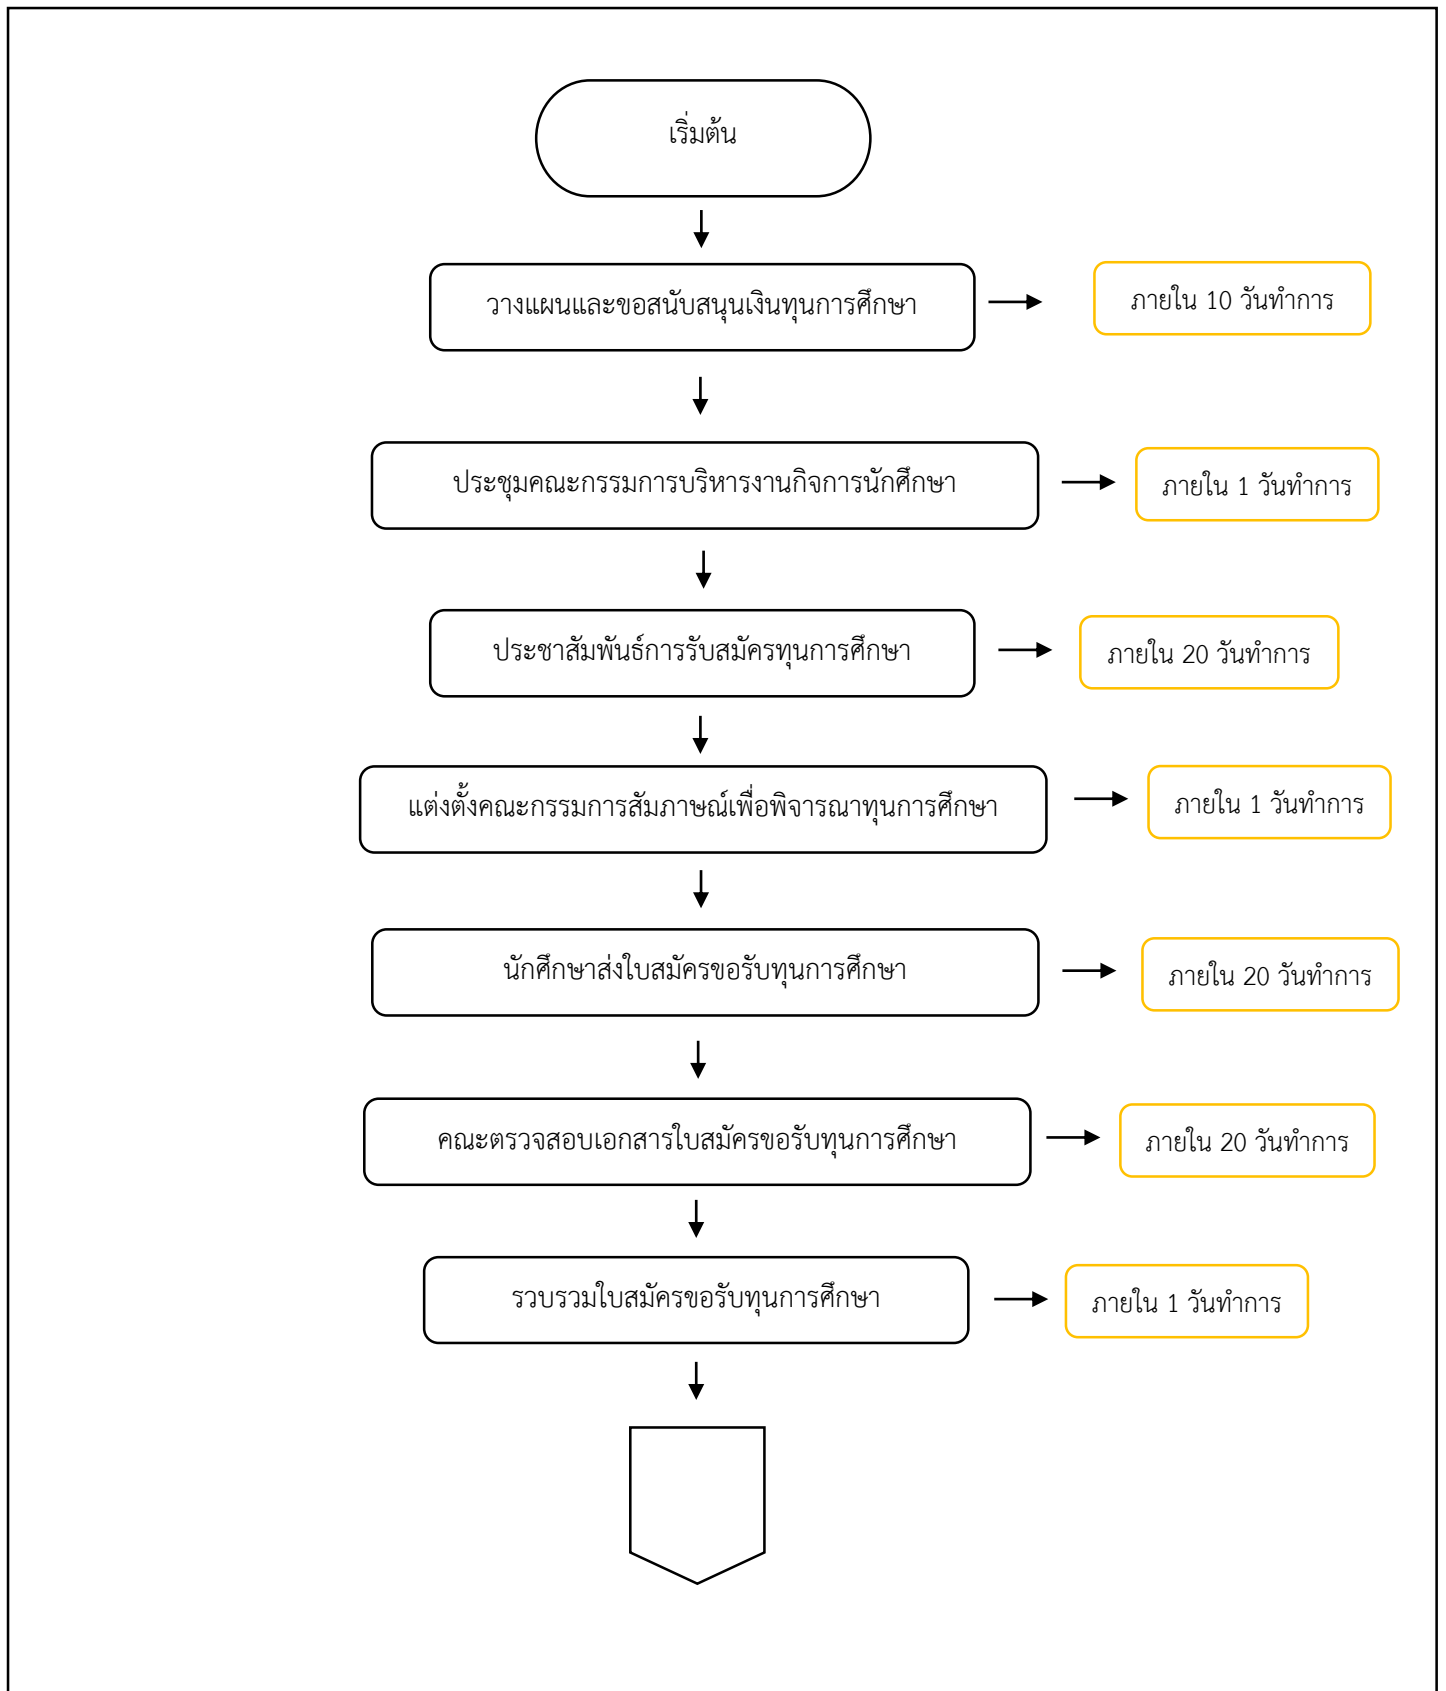 เริ่มต้น
วางแผนและขอสนับสนุนเงินทุนการศึกษา
ภายใน 10 วันทำการ
ประชุมคณะกรรมการบริหารงานกิจการนักศึกษา
ภายใน 1 วันทำการ
ประชาสัมพันธ์การรับสมัครทุนการศึกษา
ภายใน 20 วันทำการ
แต่งตั้งคณะกรรมการสัมภาษณ์เพื่อพิจารณาทุนการศึกษา
ภายใน 1 วันทำการ
นักศึกษาส่งใบสมัครขอรับทุนการศึกษา
ภายใน 20 วันทำการ
คณะตรวจสอบเอกสารใบสมัครขอรับทุนการศึกษา
ภายใน 20 วันทำการ
รวบรวมใบสมัครขอรับทุนการศึกษา
ภายใน 1 วันทำการ